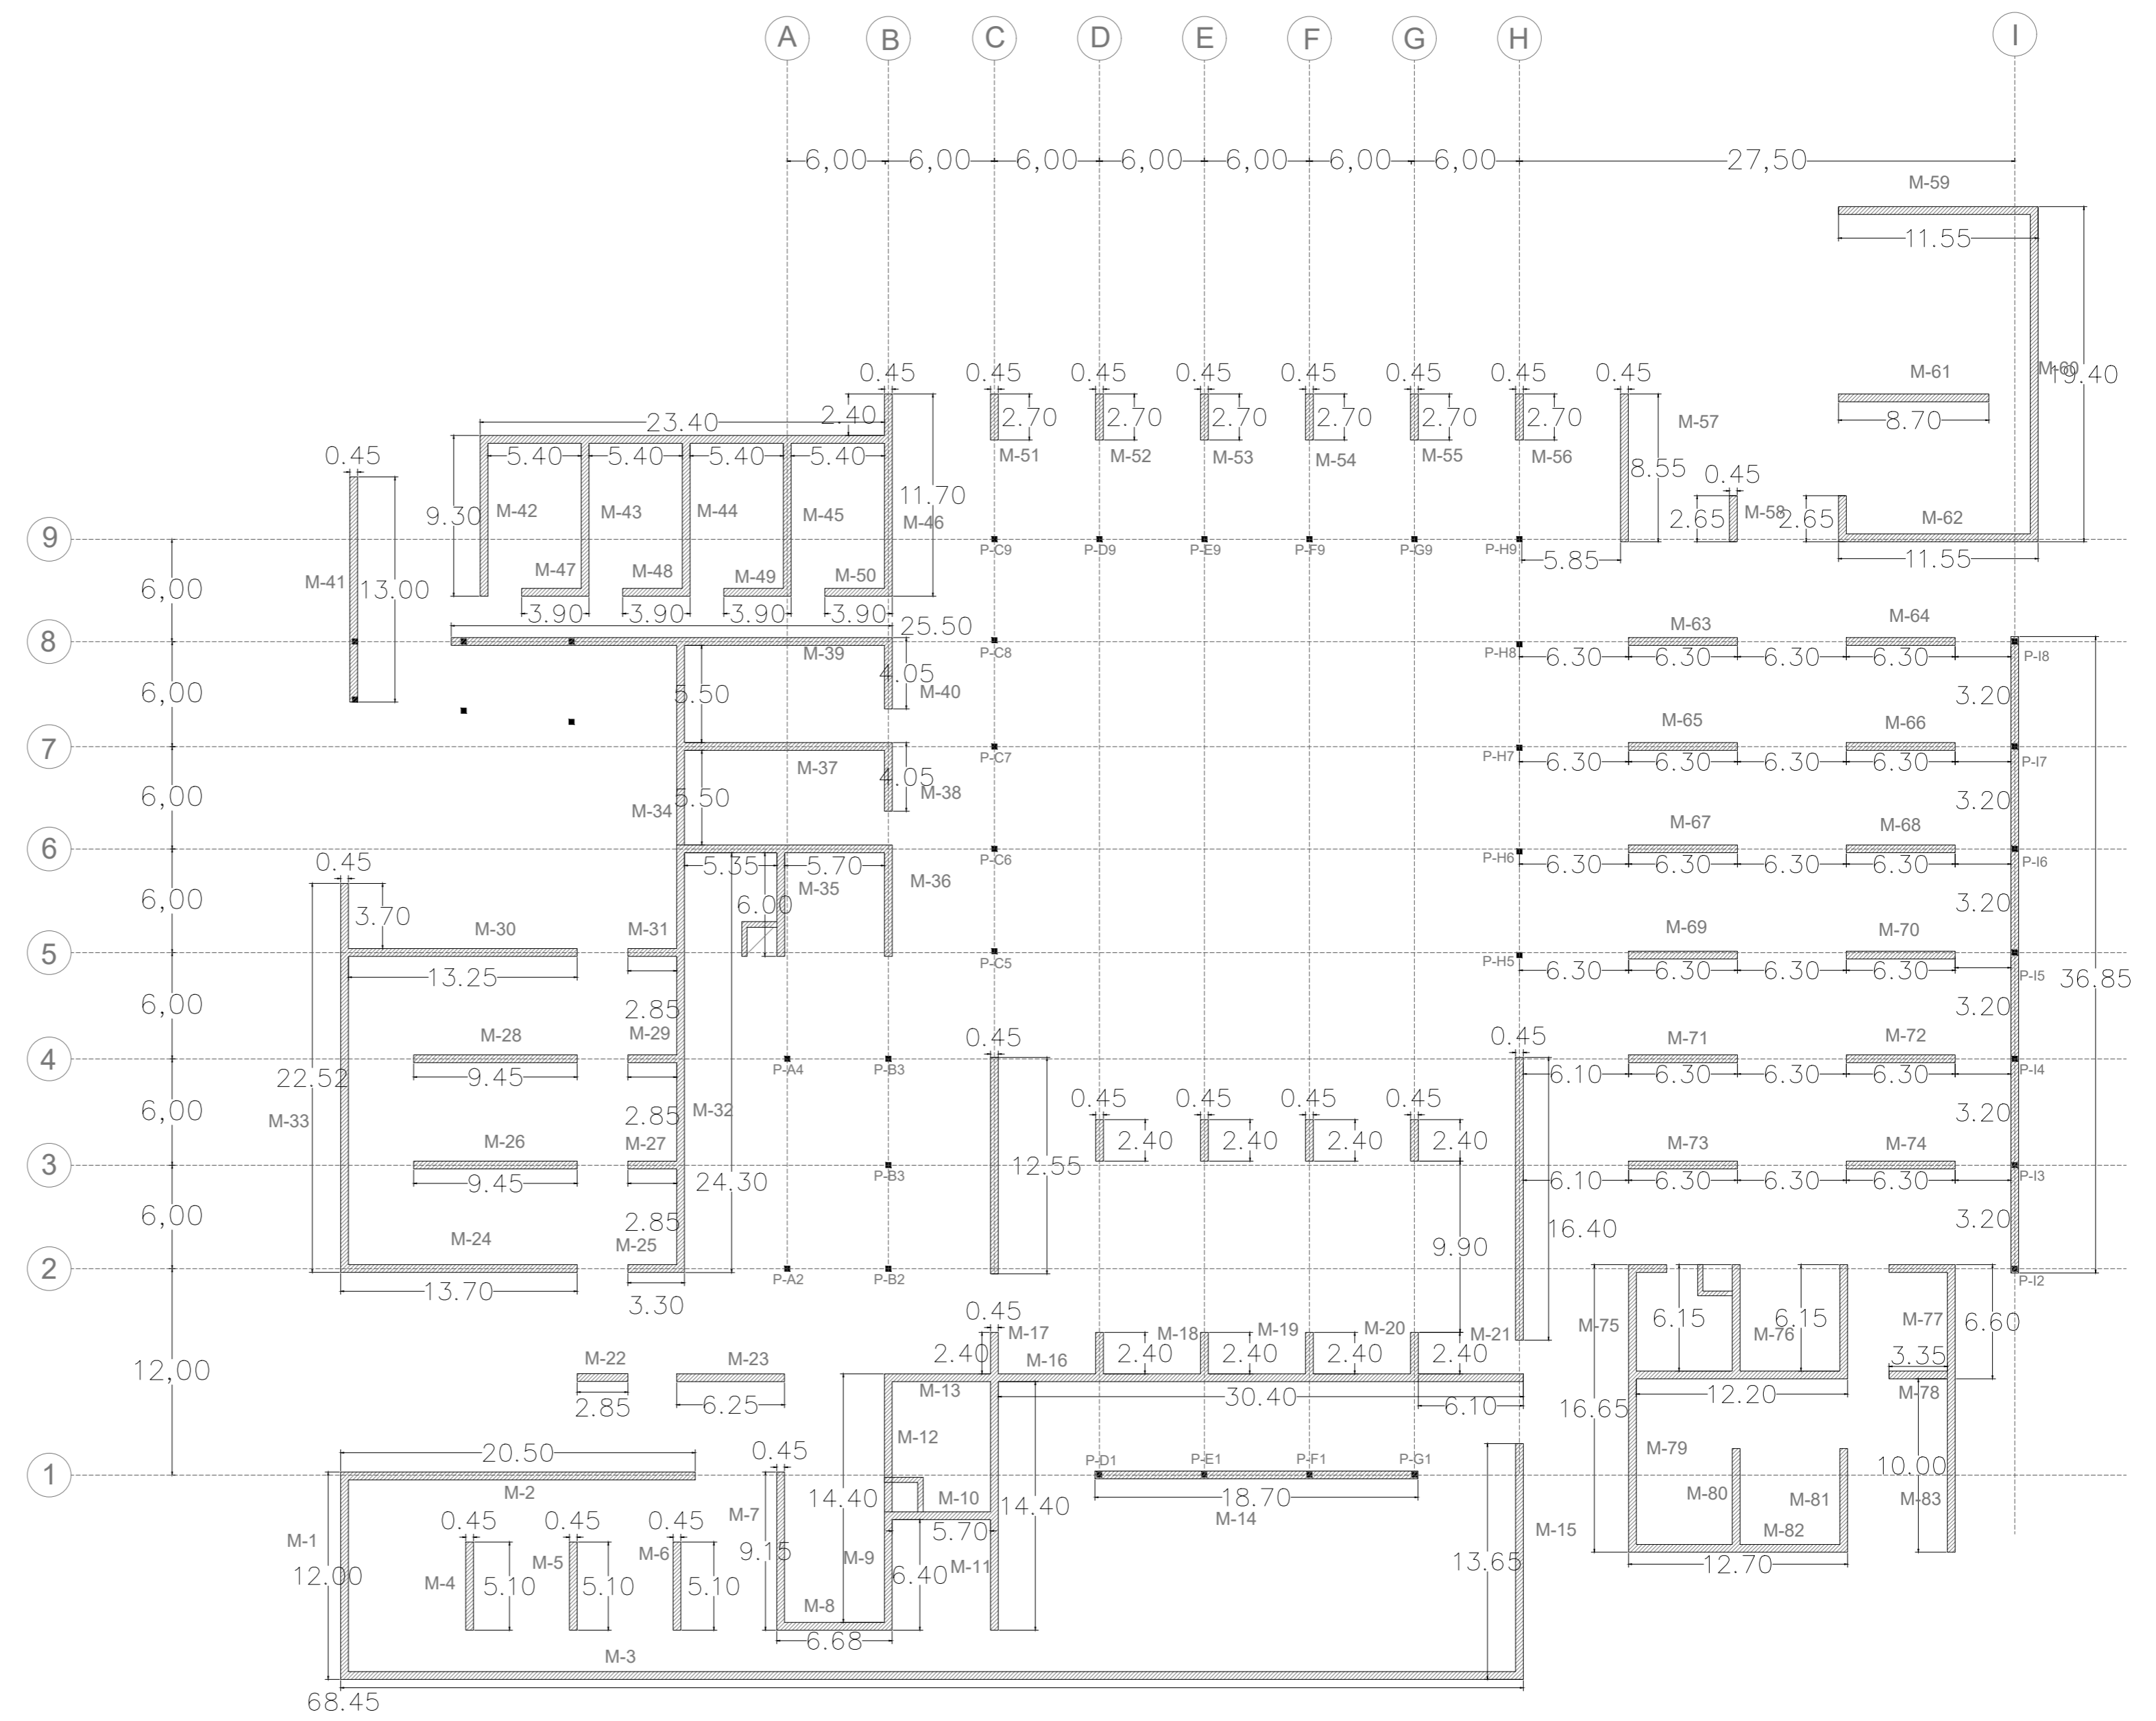 A B C D E F G H I
6,00 6,00 6,00 6,00 6,00 6,00 6,00 27,50
M-59
11.55
19.40
M-60
0.45 0.45 0.45 0.45 0.45 0.45 0.45 0.45
M-61
8.70
2.40 2.70 2.70 2.70 2.70 2.70 2.70
23.40
M-57
5.40 5.40 5.40 5.40
M-51 M-52 M-53 M-54 M-55 M-56
0.45
8.55
0.45
11.70
9.30
M-42 M-43 M-44 M-45 M-46
2.65 M-58 2.65 M-62
9
P-C9 P-D9 P-E9 P-F9 P-G9 P-H9
5.85
11.55
M-41
13.00
M-47 M-48 M-49 M-50
6,00
3.90 3.90 3.90 3.90
25.50
M-63 M-64
8
M-39
P-C8
P-H8
6.30 6.30 6.30 6.30
P-I8
4.05
M-40
5.50
6,00
3.20
M-65 M-66
7
P-C7
P-H7
6.30 6.30 6.30 6.30
P-I7
M-37
4.05
M-38
5.50
6,00
3.20
M-34
M-67 M-68
6
P-C6
P-H6
6.30 6.30 6.30 6.30
P-I6
0.45
5.35 5.70
M-35 M-36
6.00
6,00
3.20
3.70
M-30 M-31
M-69 M-70
5
P-C5
P-H5
6.30 6.30 6.30 6.30
P-I5
13.25
36.85
2.85
6,00
3.20
M-28 M-29
0.45 0.45
M-71 M-72
4
P-A4 P-B3
6.10 6.30 6.30 6.30
P-I4
22.52
9.45
0.45 0.45 0.45 0.45
M-33
2.85
M-32
6,00
3.20
M-26 M-27
2.40 2.40 2.40 2.40
M-73 M-74
3
P-B3
12.55
6.10 6.30 6.30 6.30
P-I3
9.45
24.30
2.85
6,00
3.20
16.40
M-24 M-25
9.90
2
P-A2 P-B2
P-I2
13.70
3.30
0.45
M-17 M-18 M-19 M-20 M-21
M-75 6.15 M-76 6.15 M-77 6.60
12,00
M-22 M-23
2.40 M-16 2.40 2.40 2.40 2.40
3.35
2.85 6.25
M-13
30.40
6.10
12.20
M-78
16.65
M-12
M-79
20.50
0.45
1
P-D1 P-E1 P-F1 P-G1
10.00
M-2
14.40
M-10
14.40
18.70
M-80 M-81 M-83
M-7
M-14
0.45 0.45 0.45
5.70
M-15
M-82
M-1
M-5 M-6
9.15
M-9
M-11
13.65
12.70
12.00
M-4 5.10 5.10 5.10
6.40
M-8
6.68
M-3
68.45